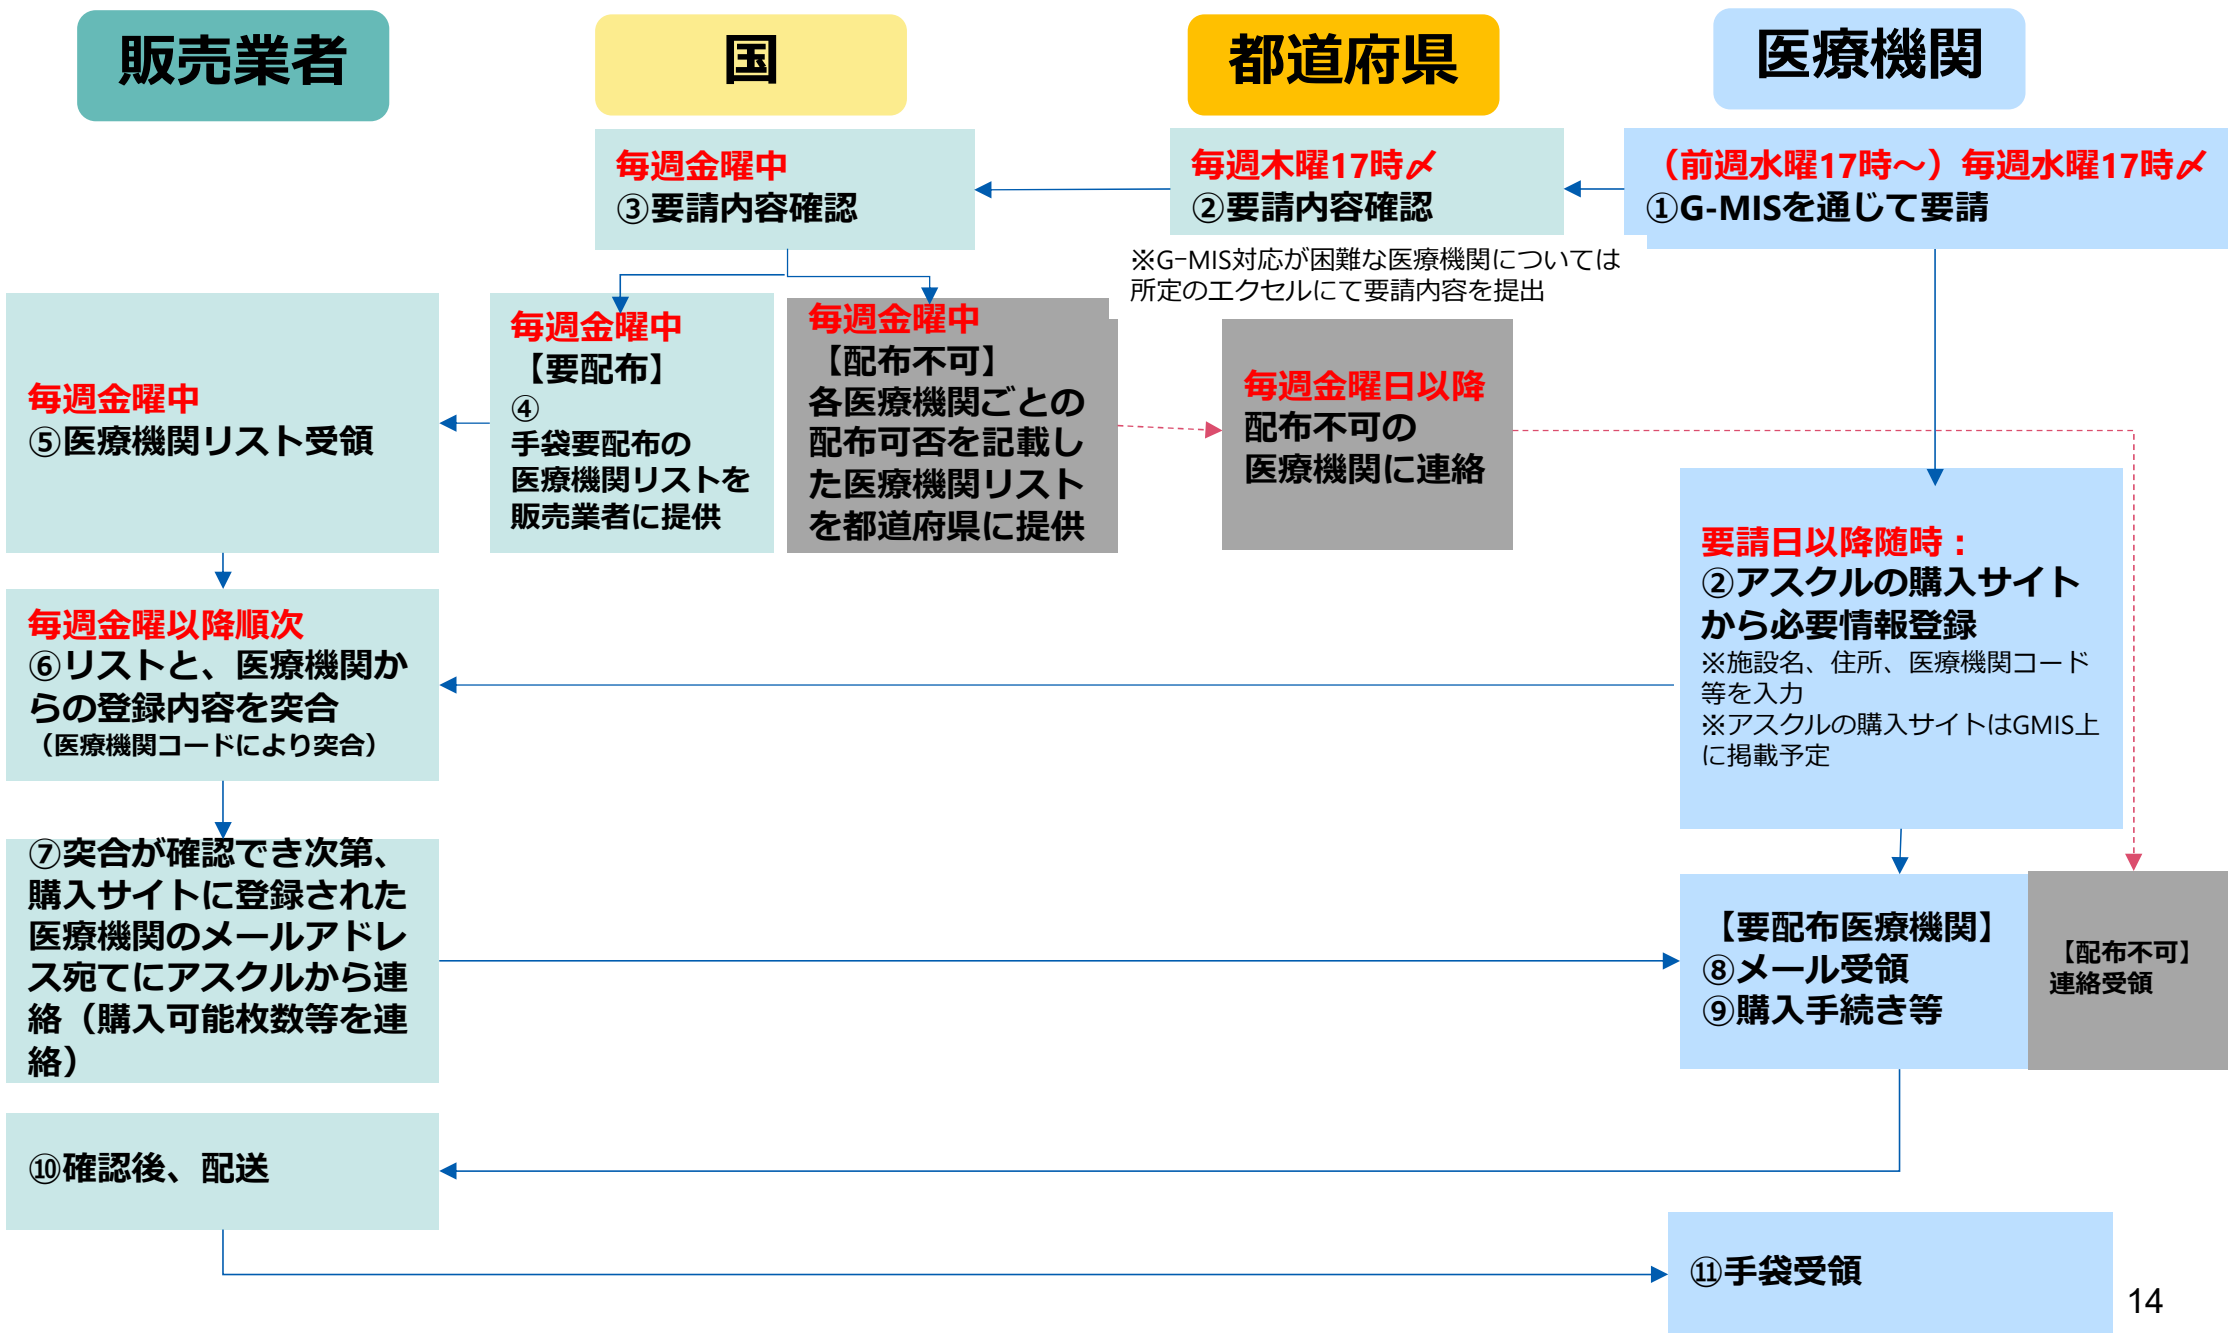 販売業者
国
都道府県
医療機関
（前週水曜17時～）毎週水曜17時〆
①G-MISを通じて要請
毎週木曜17時〆
②要請内容確認
※G-MIS対応が困難な医療機関については
所定のエクセルにて要請内容を提出
毎週金曜中
③要請内容確認
毎週金曜中
【要配布】
④
手袋要配布の
医療機関リストを
販売業者に提供
毎週金曜中
【配布不可】
各医療機関ごとの
配布可否を記載し
た医療機関リスト
を都道府県に提供
毎週金曜日以降
配布不可の
医療機関に連絡
毎週金曜中
⑤医療機関リスト受領
要請日以降随時：
②アスクルの購入サイト
から必要情報登録
※施設名、住所、医療機関コード
等を入力
※アスクルの購入サイトはGMIS上
に掲載予定
毎週金曜以降順次
⑥リストと、医療機関か
らの登録内容を突合
（医療機関コードにより突合）
⑦突合が確認でき次第、
購入サイトに登録された
医療機関のメールアドレ
ス宛てにアスクルから連
絡（購入可能枚数等を連
絡）
【要配布医療機関】
⑧メール受領
⑨購入手続き等
【配布不可】
連絡受領
⑩確認後、配送
⑪手袋受領
14